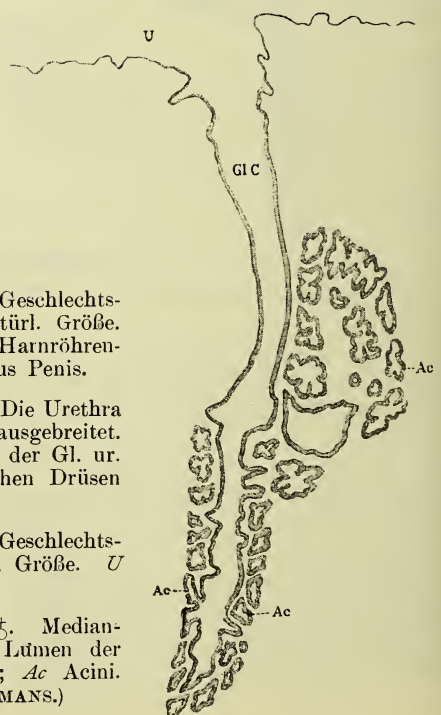 U
Gl C
Geschlechts-
türl. Größe.
Harnröhren-
us Penis.
Ac
Die Urethra
ausgebreitet.
der Gl. ur.
hen Drüsen
Geschlechts-
Größe. U
Ac
Ac
Median-
Lumen der
; Ac Acini.
MANS.)